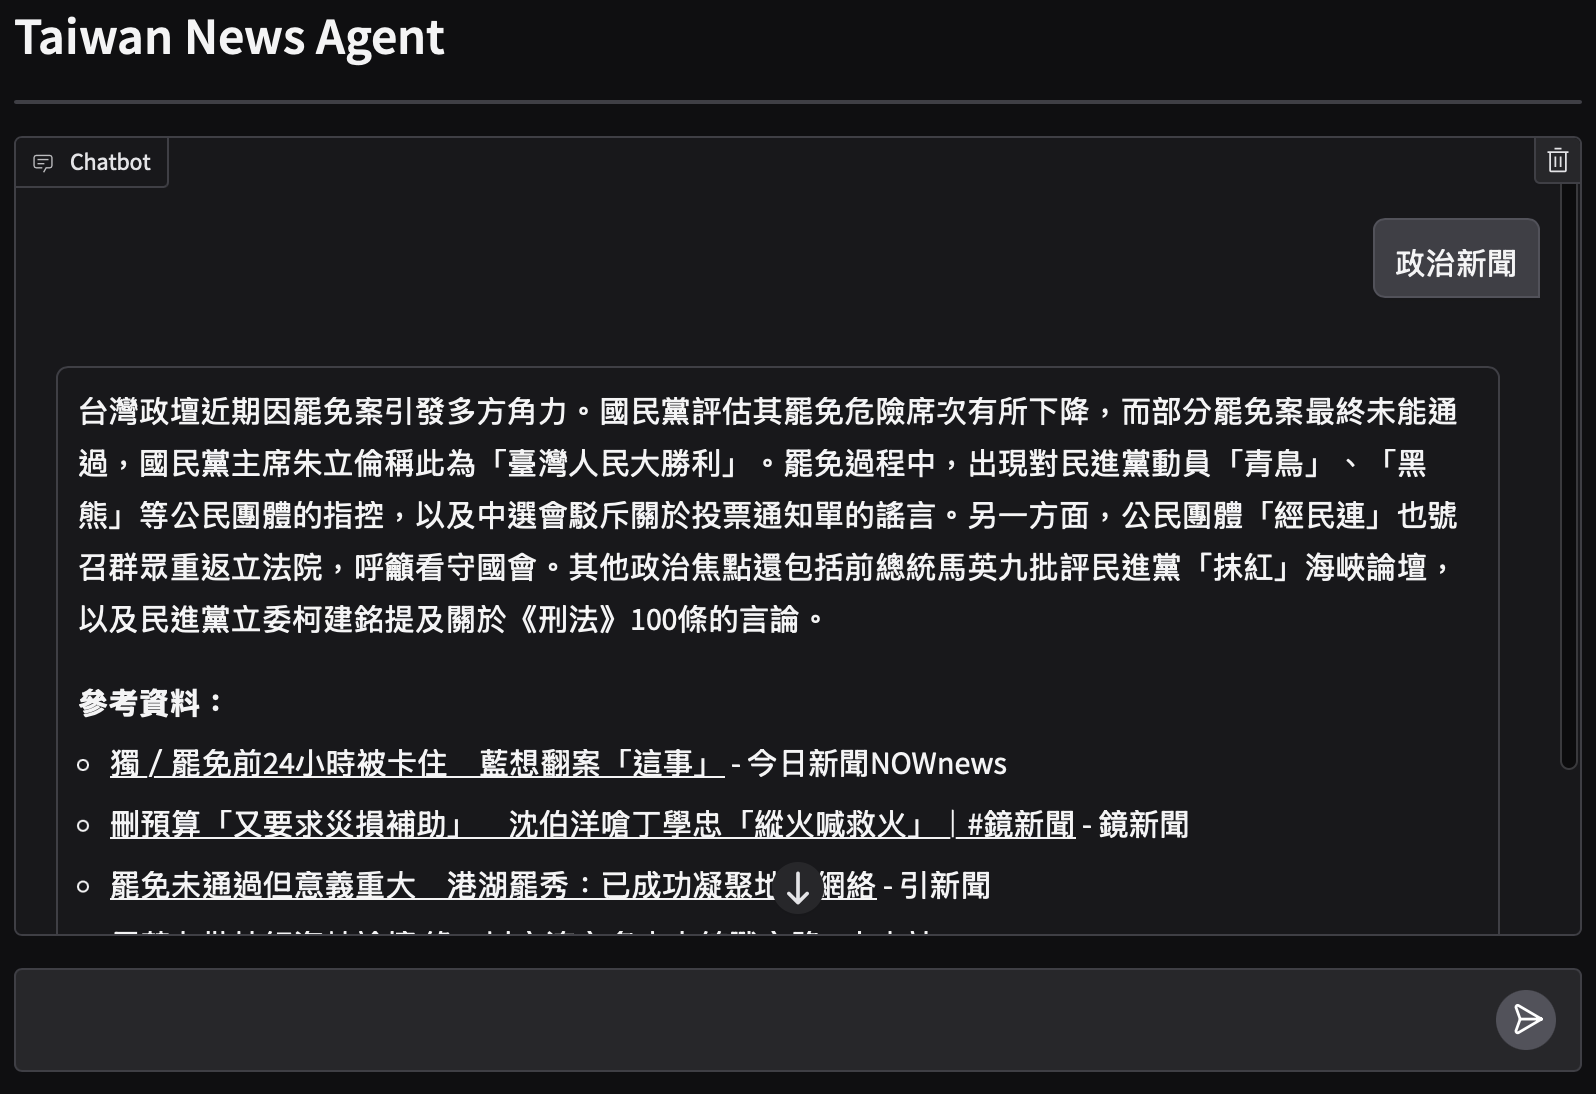 Taiwan News Agent
Chatbot
政治新聞
台灣政壇近期因罷免案引發多方角力。國民黨評估其罷免危險席次有所下降，而部分罷免案最終未能通
過，國民黨主席朱立倫稱此為「臺灣人民大勝利」。罷免過程中，出現對民進黨動員「青鳥」、「黑
熊」等公民團體的指控，以及中選會駁斥關於投票通知單的謠言。另一方面，公民團體「經民連」也號
召群眾重返立法院，呼籲看守國會。其他政治焦點還包括前總統馬英九批評民進黨「抹紅」海峽論壇，
以及民進黨立委柯建銘提及關於《刑法》100條的言論。
參考資料：
獨 / 罷免前24小時被卡住　藍想翻案「這事」 - 今日新聞NOWnews
刪預算「又要求災損補助」　沈伯洋嗆丁學忠「縱火喊救火」｜#鏡新聞 - 鏡新聞
罷免未通過但意義重大　港湖罷秀：已成功凝聚地 網絡 - 引新聞